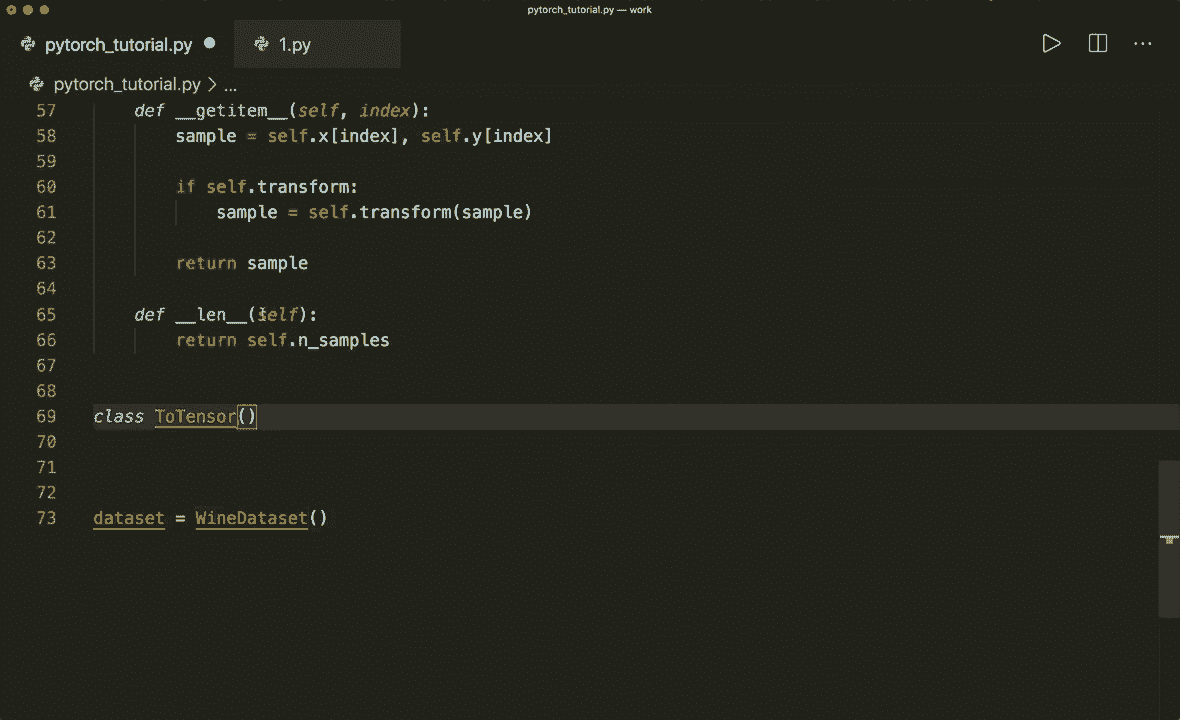 pytorch_tutorial.py — work
pytorch_tutorial.py 1.py
pytorch_tutorial.py > ...
57 def __getitem__(self, index):
58 sample = self.x[index], self.y[index]
59
60 if self.transform:
61 sample = self.transform(sample)
62
63 return sample
64
65 def __len__(self):
66 return self.n_samples
67
68
69 class ToTensor()
70
71
72
73 dataset = WineDataset()